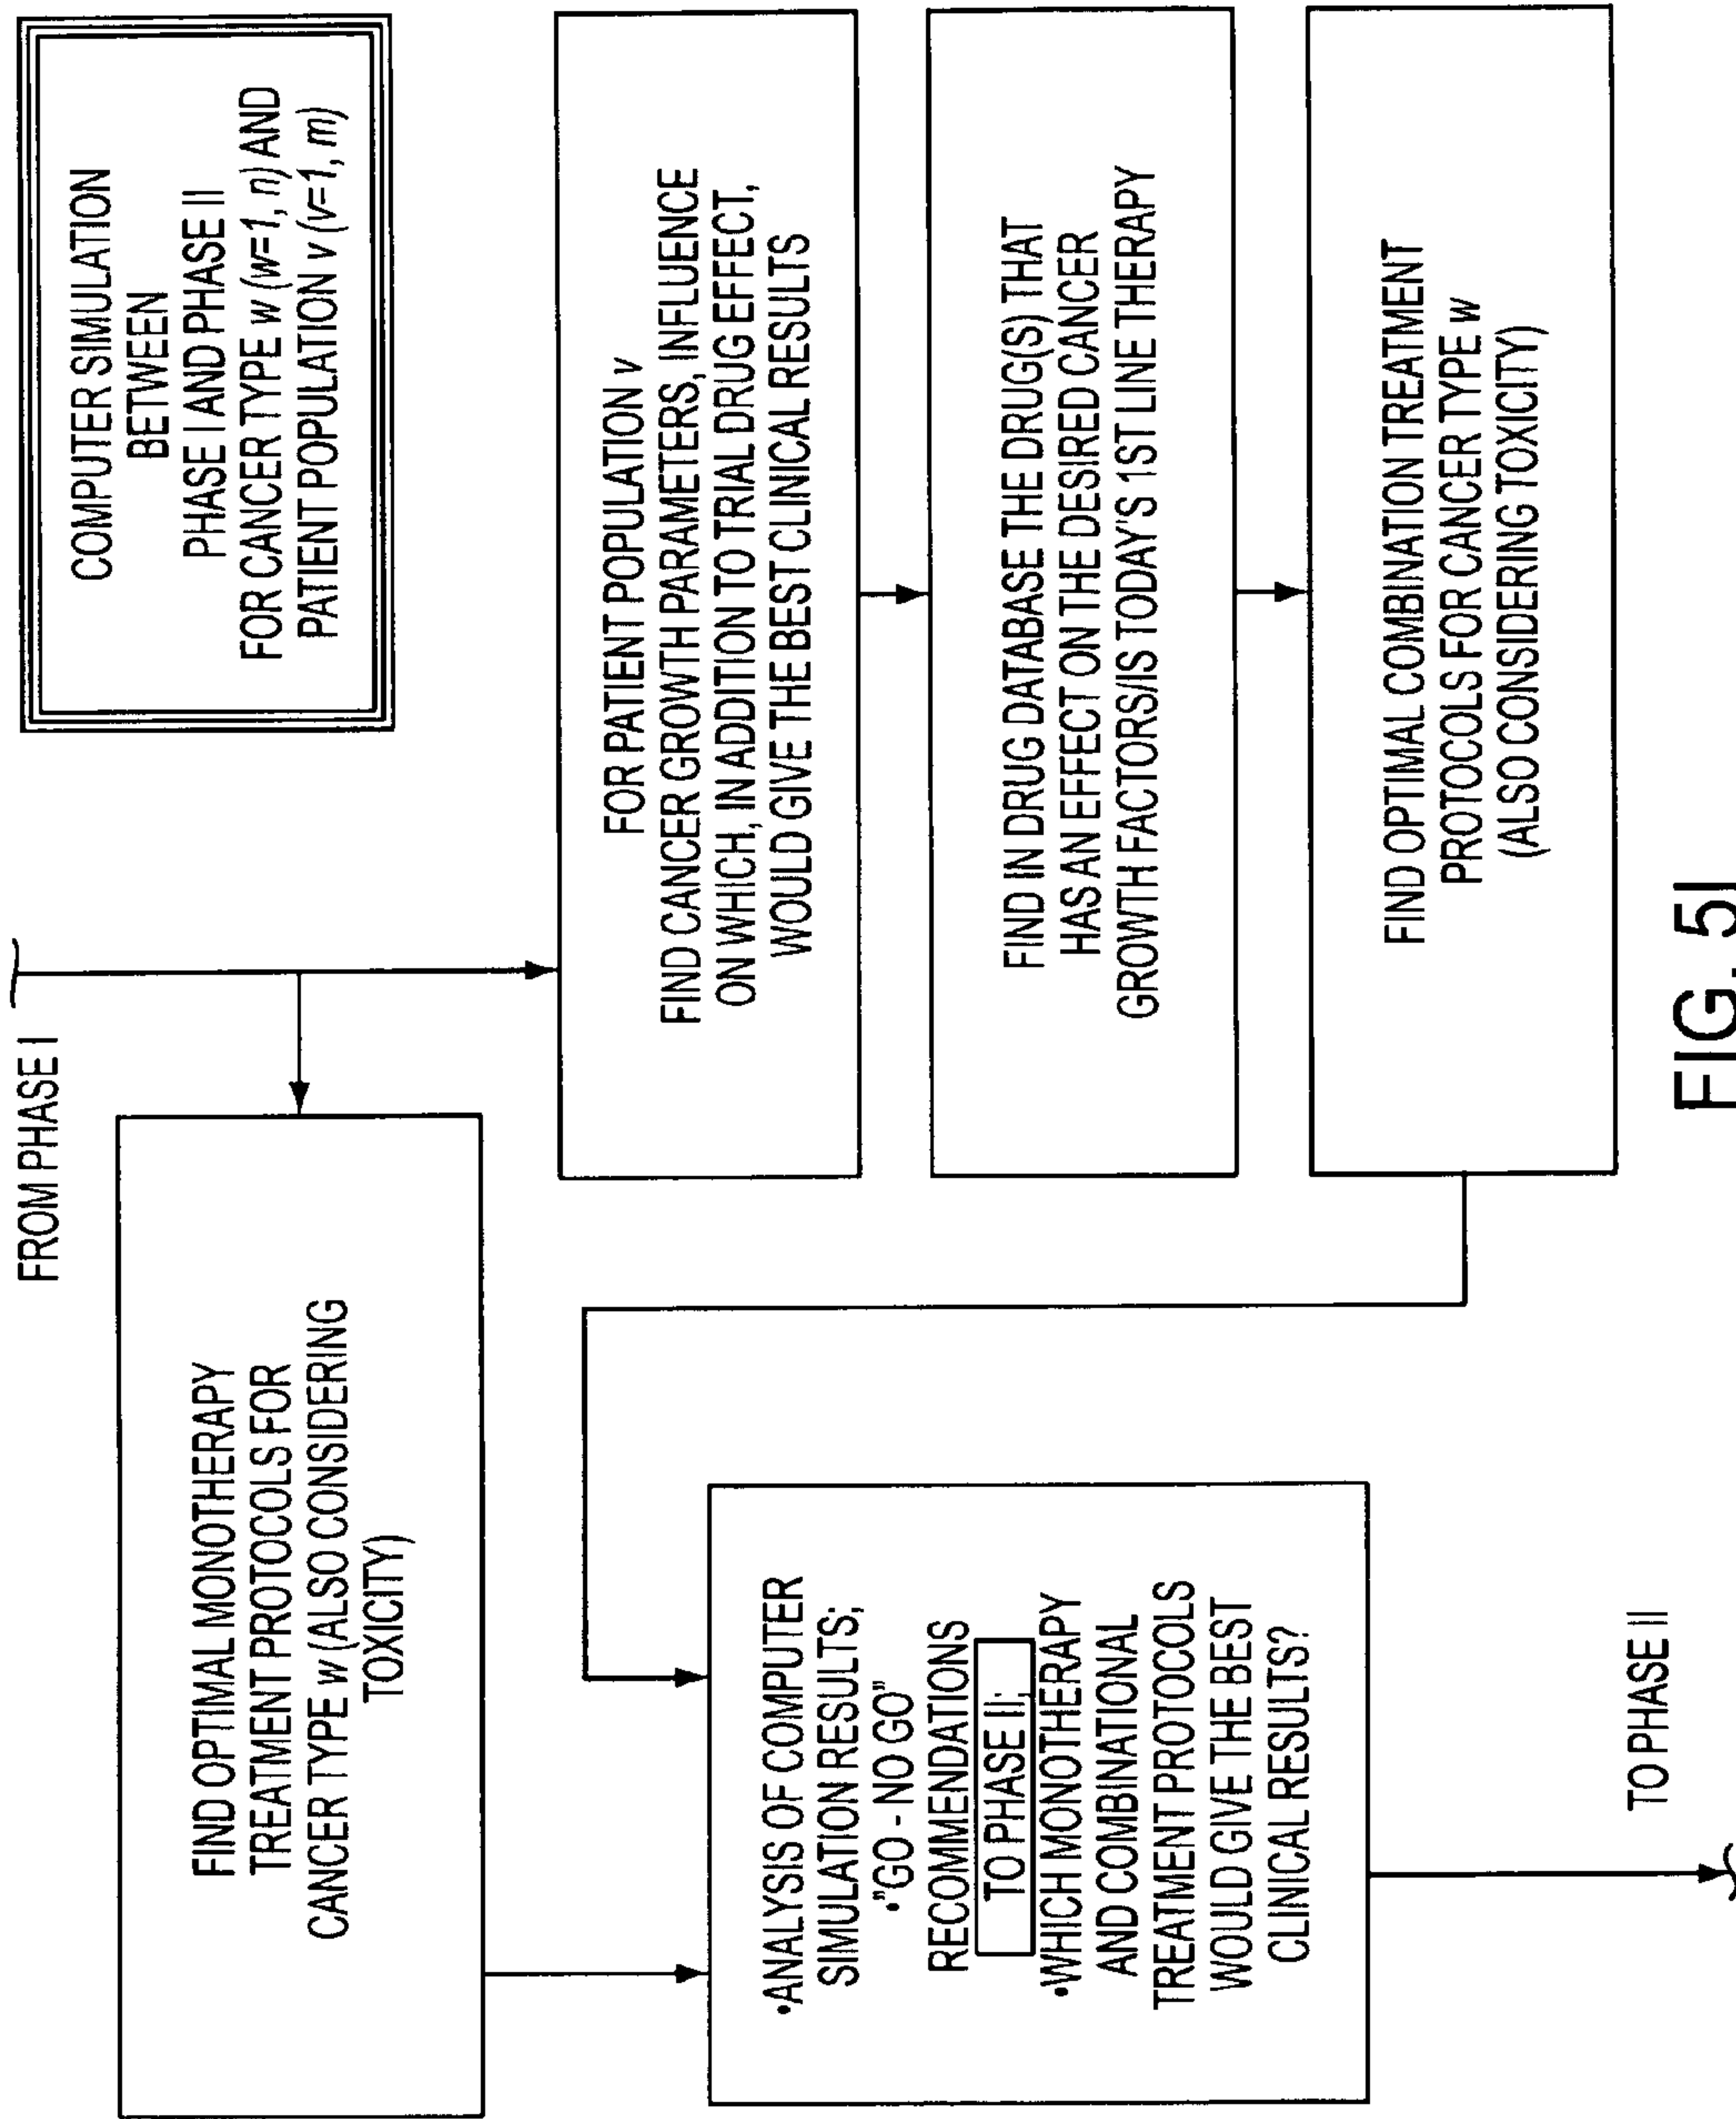 FROM PHASE I
COMPUTER SIMULATION
BETWEEN
PHASE I AND PHASE II
FOR CANCER TYPE w (w=1, n) AND
PATIENT POPULATION v (v=1, m)
FIND OPTIMAL MONOTHERAPY
TREATMENT PROTOCOLS FOR
CANCER TYPE w (ALSO CONSIDERING
TOXICITY)
FOR PATIENT POPULATION v
FIND CANCER GROWTH PARAMETERS, INFLUENCE
ON WHICH, IN ADDITION TO TRIAL DRUG EFFECT,
WOULD GIVE THE BEST CLINICAL RESULTS
FIND IN DRUG DATABASE THE DRUG(S) THAT
HAS AN EFFECT ON THE DESIRED CANCER
GROWTH FACTORS/IS TODAY'S 1ST LINE THERAPY
FIND OPTIMAL COMBINATION TREATMENT
PROTOCOLS FOR CANCER TYPE w
(ALSO CONSIDERING TOXICITY)
•ANALYSIS OF COMPUTER
SIMULATION RESULTS;
•"GO - NO GO"
RECOMMENDATIONS
TO PHASE II;
•WHICH MONOTHERAPY
AND COMBINATIONAL
TREATMENT PROTOCOLS
WOULD GIVE THE BEST
CLINICAL RESULTS?
TO PHASE II
FIG. 5I